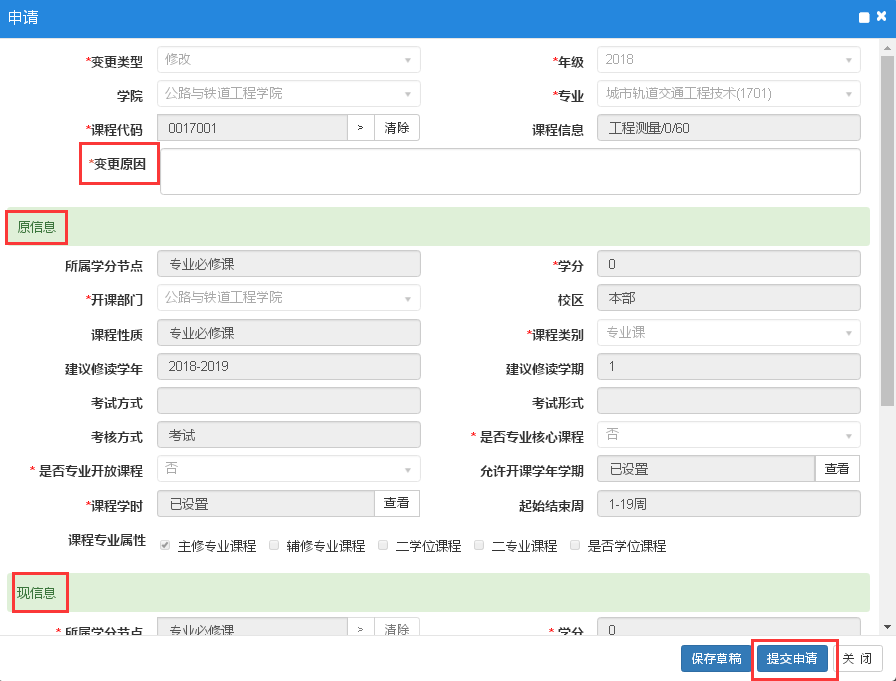 申请
*变更类型 修改 *年级 2018
学院 公路与铁道工程学院 *专业 城市轨道交通工程技术(1701)
*课程代码 0017001 > 清除 课程信息 工程测量/0/60
*变更原因
原信息
所属学分节点 专业必修课 *学分 0
*开课部门 公路与铁道工程学院 校区 本部
课程性质 专业必修课 *课程类别 专业课
建议修读学年 2018-2019 建议修读学期 1
考试方式 考试形式
考核方式 考试 * 是否专业核心课程 否
* 是否专业开放课程 否 允许开课学年学期 已设置 查看
*课程学时 已设置 查看 起始结束周 1-19周
课程专业属性 主修专业课程 辅修专业课程 二学位课程 二专业课程 是否学位课程
现信息
* 所属学分节点 专业必修课 > 清除 * 学分 0
保存草稿 提交申请 关 闭